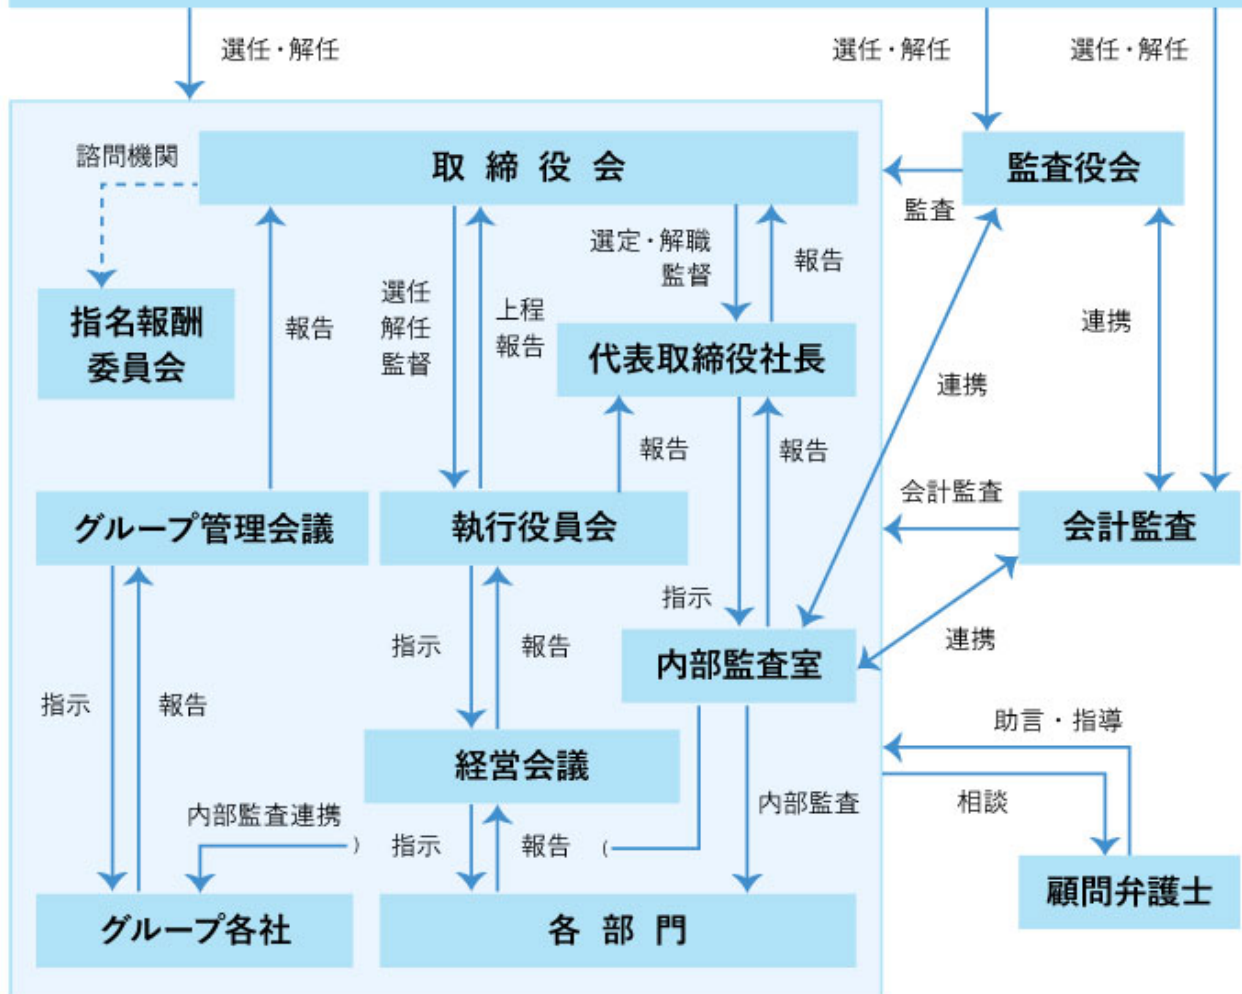 選任・解任
選任・解任
選任・解任
諮問機関
取締役会
監査役会
監査
選定・解職
監督
報告
選任
解任
監督
上程
報告
報告
指名報酬
委員会
代表取締役社長
連携
連携
報告
報告
グループ管理会議
執行役員会
会計監査
会計監査
指示
連携
指示
報告
内部監査室
指示
報告
助言・指導
経営会議
内部監査
相談
内部監査連携
指示
報告
グループ各社
各部門
顧問弁護士